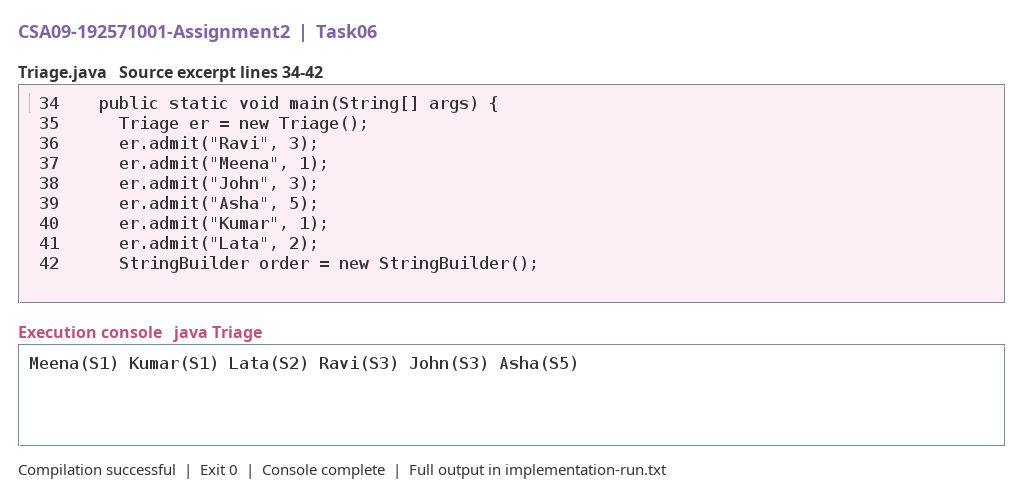 CSA09-192571001-Assignment2 | Task06
Triage.java Source excerpt lines 34-42
34    public static void main(String[] args) {
35      Triage er = new Triage();
36      er.admit("Ravi", 3);
37      er.admit("Meena", 1);
38      er.admit("John", 3);
39      er.admit("Asha", 5);
40      er.admit("Kumar", 1);
41      er.admit("Lata", 2);
42      StringBuilder order = new StringBuilder();
Execution console java Triage
Meena(S1) Kumar(S1) Lata(S2) Ravi(S3) John(S3) Asha(S5)
Compilation successful | Exit 0 | Console complete | Full output in implementation-run.txt